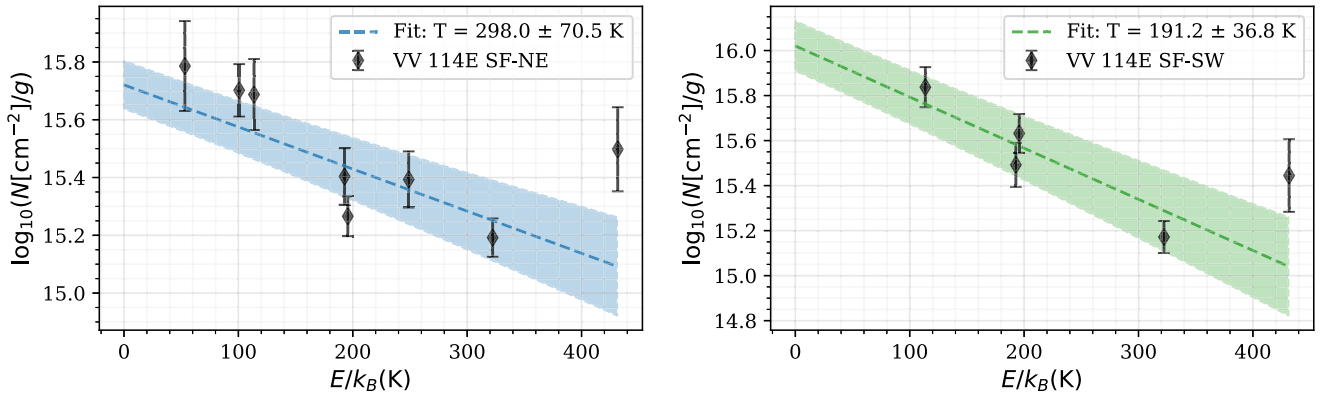 log₁₀(N[cm⁻²]/g)
15.8
15.6
15.4
15.2
15.0
0 100 200 300 400
E/k_B(K)
Fit: T = 298.0 ± 70.5 K
VV 114E SF-NE
log₁₀(N[cm⁻²]/g)
16.0
15.8
15.6
15.4
15.2
15.0
14.8
0 100 200 300 400
E/k_B(K)
Fit: T = 191.2 ± 36.8 K
VV 114E SF-SW